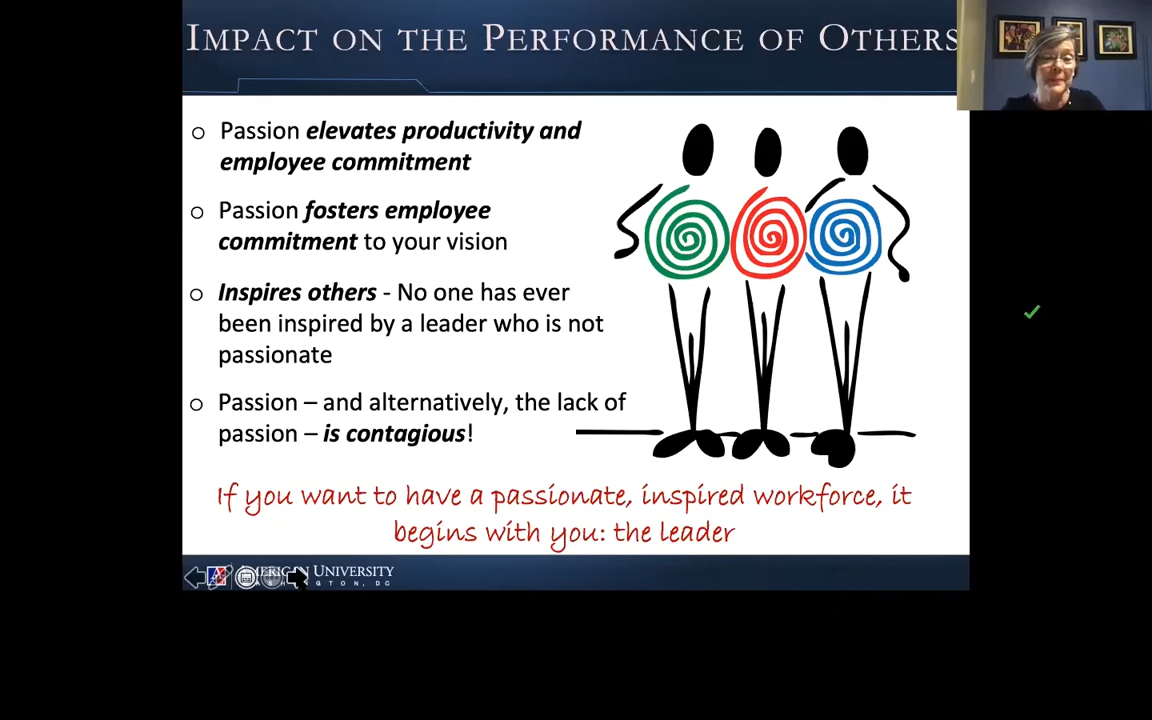 IMPACT ON THE PERFORMANCE OF OTHERS
o Passion elevates productivity and
employee commitment
o Passion fosters employee
commitment to your vision
o Inspires others - No one has ever
been inspired by a leader who is not
passionate
o Passion – and alternatively, the lack of
passion – is contagious!
If you want to have a passionate, inspired workforce, it
begins with you: the leader
UNIVERSITY